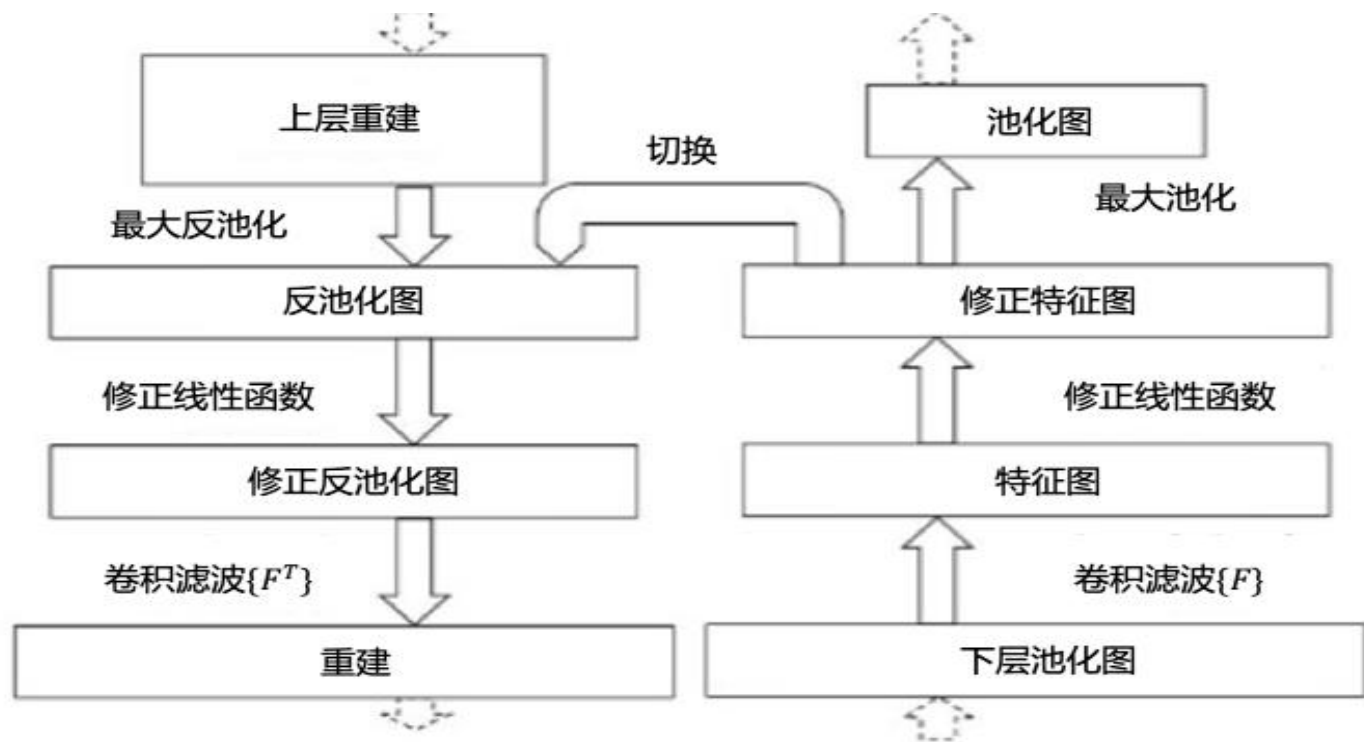 上层重建
池化图
切换
最大反池化
最大池化
反池化图
修正特征图
修正线性函数
修正线性函数
修正反池化图
特征图
卷积滤波{F^T}
卷积滤波{F}
重建
下层池化图